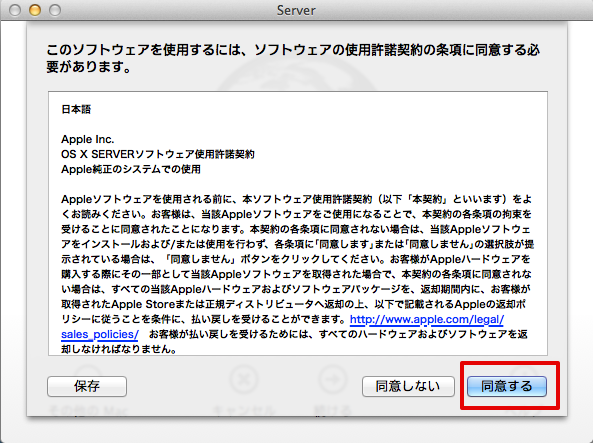 Server
このソフトウェアを使用するには、ソフトウェアの使用許諾契約の条項に同意する必
要があります。
日本語
Apple Inc.
OS X SERVERソフトウェア使用許諾契約
Apple純正のシステムでの使用
Appleソフトウェアを使用される前に、本ソフトウェア使用許諾契約（以下「本契約」といいます）をよ
くお読みください。お客様は、当該Appleソフトウェアをご使用になることで、本契約の各条項の拘束を
受けることに同意されたことになります。本契約の各条項に同意されない場合は、当該ソフトウェ
アをインストールおよび/または使用を行わず、各条項に「同意します」または「同意しません」の選択肢が提
示されている場合は、「同意しません」ボタンをクリックしてください。お客様がAppleハードウェアを
購入する際にその一部として当該Appleソフトウェアを取得された場合で、本契約の各条項に同意されな
い場合は、すべての当該Appleハードウェアおよびソフトウェアパッケージを、返却期間内に、お客様が
取得されたApple Storeまたは正規ディストリビュータへ返却の上、以下で記載されるAppleの返却ポ
リシーに従うことを条件に、払い戻しを受けることができます。http://www.apple.com/legal/
sales_policies/ お客様が払い戻しを受けるためには、すべてのハードウェアおよびソフトウェアを返
却しなければなりません。
保存
同意しない
同意する
その他の Mac
キャンセル
続ける